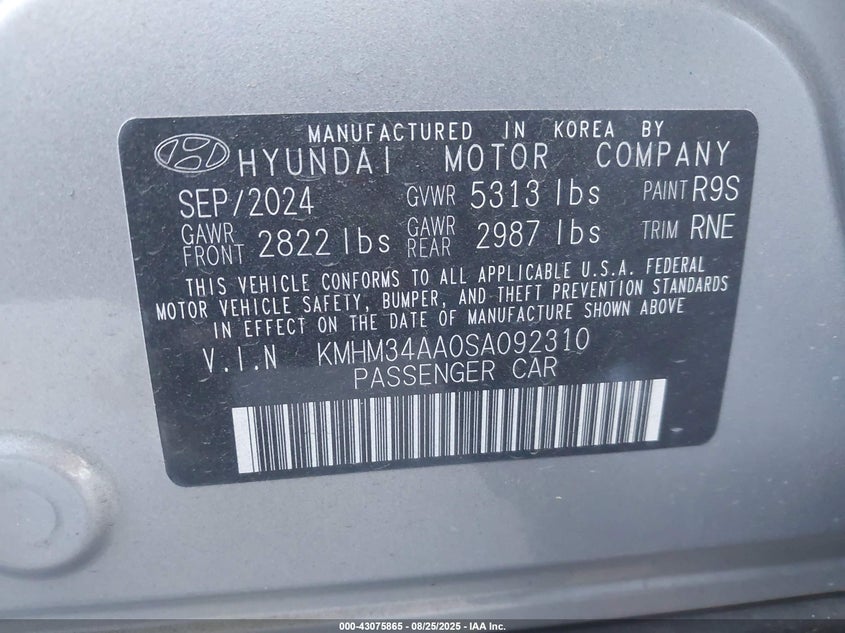 MANUFACTURED IN KOREA BY
HYUNDAI MOTOR COMPANY
SEP/2024 GVWR 5313 lbs PAINT R9S
GAWR FRONT 2822 lbs GAWR REAR 2987 lbs TRIM RNE
THIS VEHICLE CONFORMS TO ALL APPLICABLE U.S.A. FEDERAL
MOTOR VEHICLE SAFETY, BUMPER, AND THEFT PREVENTION STANDARDS
IN EFFECT ON THE DATE OF MANUFACTURE SHOWN ABOVE
V.I.N KMHM34AA0SA092310
PASSENGER CAR
000-43075865 - 08/25/2025 - IAA Inc.